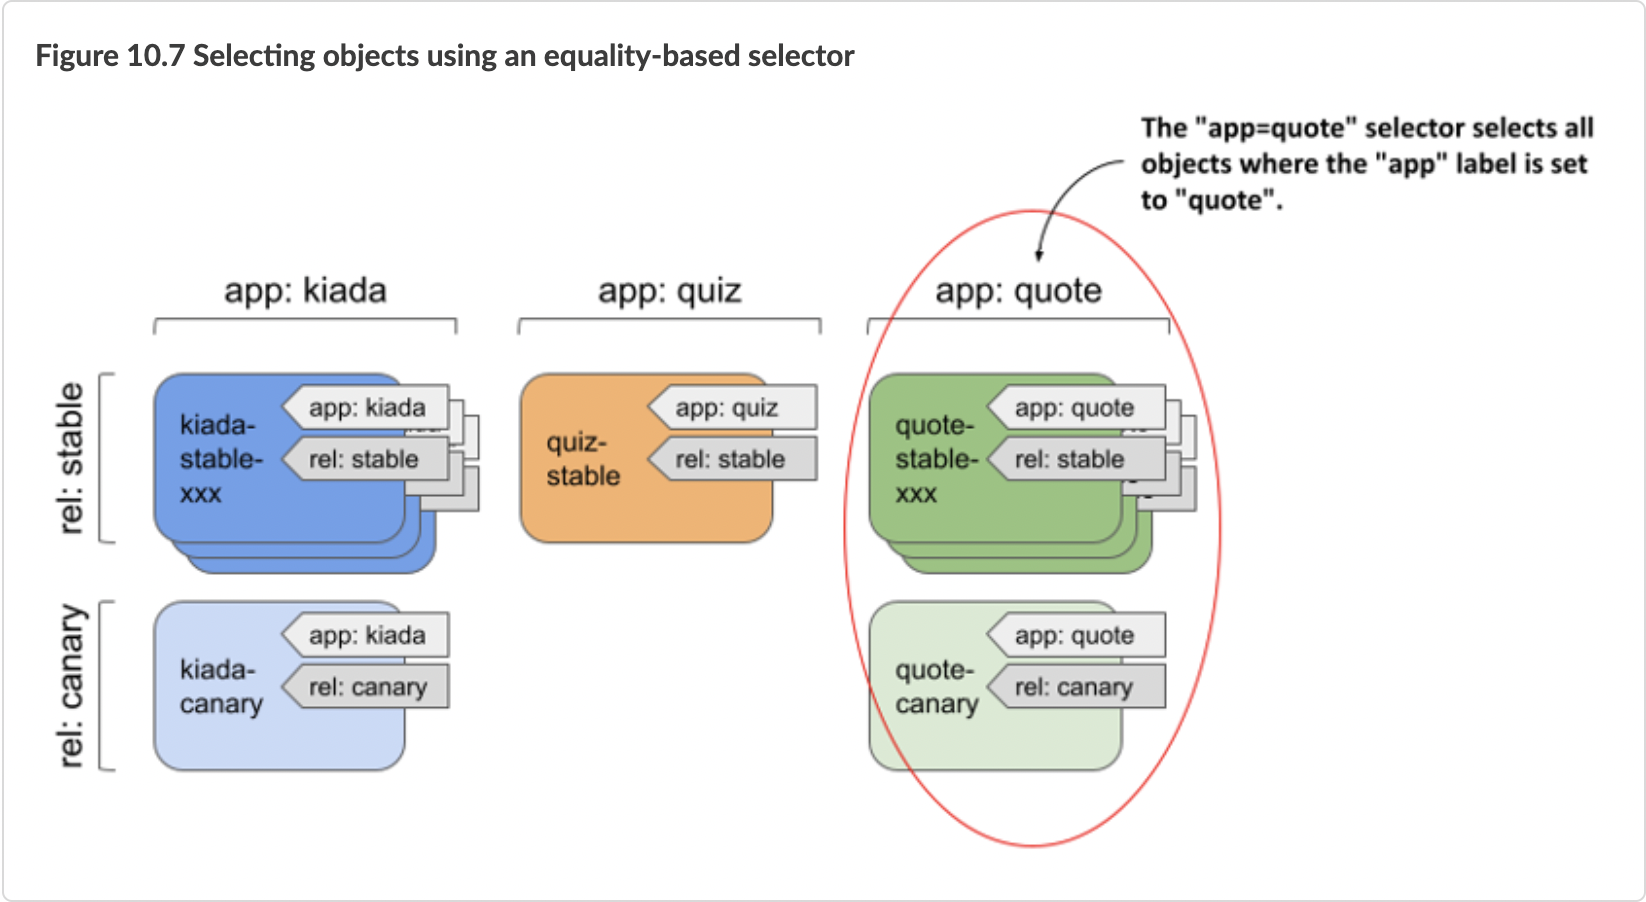 Figure 10.7 Selecting objects using an equality-based selector
The "app=quote" selector selects all
objects where the "app" label is set
to "quote".
app: kiada
app: quiz
app: quote
rel: stable
kiada-
stable-
xxx
app: kiada
rel: stable
quiz-
stable
app: quiz
rel: stable
quote-
stable-
xxx
app: quote
rel: stable
rel: canary
kiada-
canary
app: kiada
rel: canary
quote-
canary
app: quote
rel: canary